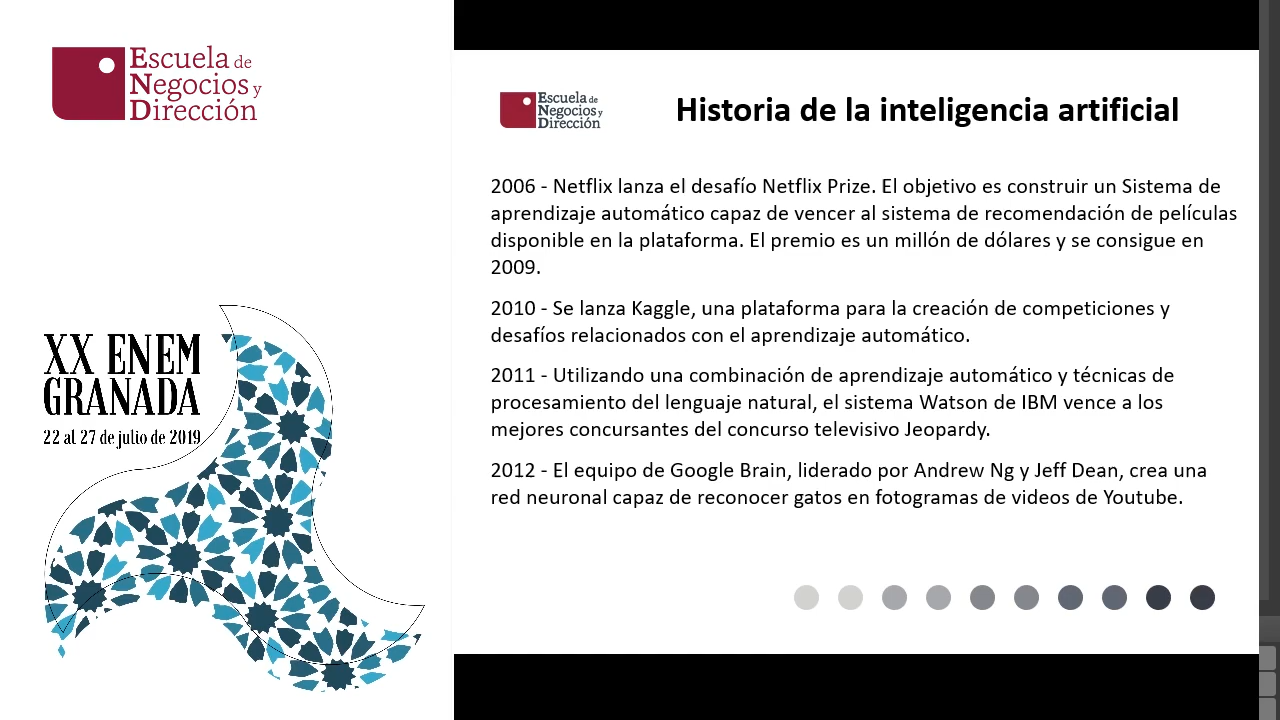 Escuela de
Negocios y
Dirección
XX ENEM
GRANADA
22 al 27 de julio de 2019
Escuela de
Negocios y
Dirección
Historia de la inteligencia artificial
2006 - Netflix lanza el desafío Netflix Prize. El objetivo es construir un Sistema de
aprendizaje automático capaz de vencer al sistema de recomendación de películas
disponible en la plataforma. El premio es un millón de dólares y se consigue en
2009.
2010 - Se lanza Kaggle, una plataforma para la creación de competiciones y
desafíos relacionados con el aprendizaje automático.
2011 - Utilizando una combinación de aprendizaje automático y técnicas de
procesamiento del lenguaje natural, el sistema Watson de IBM vence a los
mejores concursantes del concurso televisivo Jeopardy.
2012 - El equipo de Google Brain, liderado por Andrew Ng y Jeff Dean, crea una
red neuronal capaz de reconocer gatos en fotogramas de videos de Youtube.